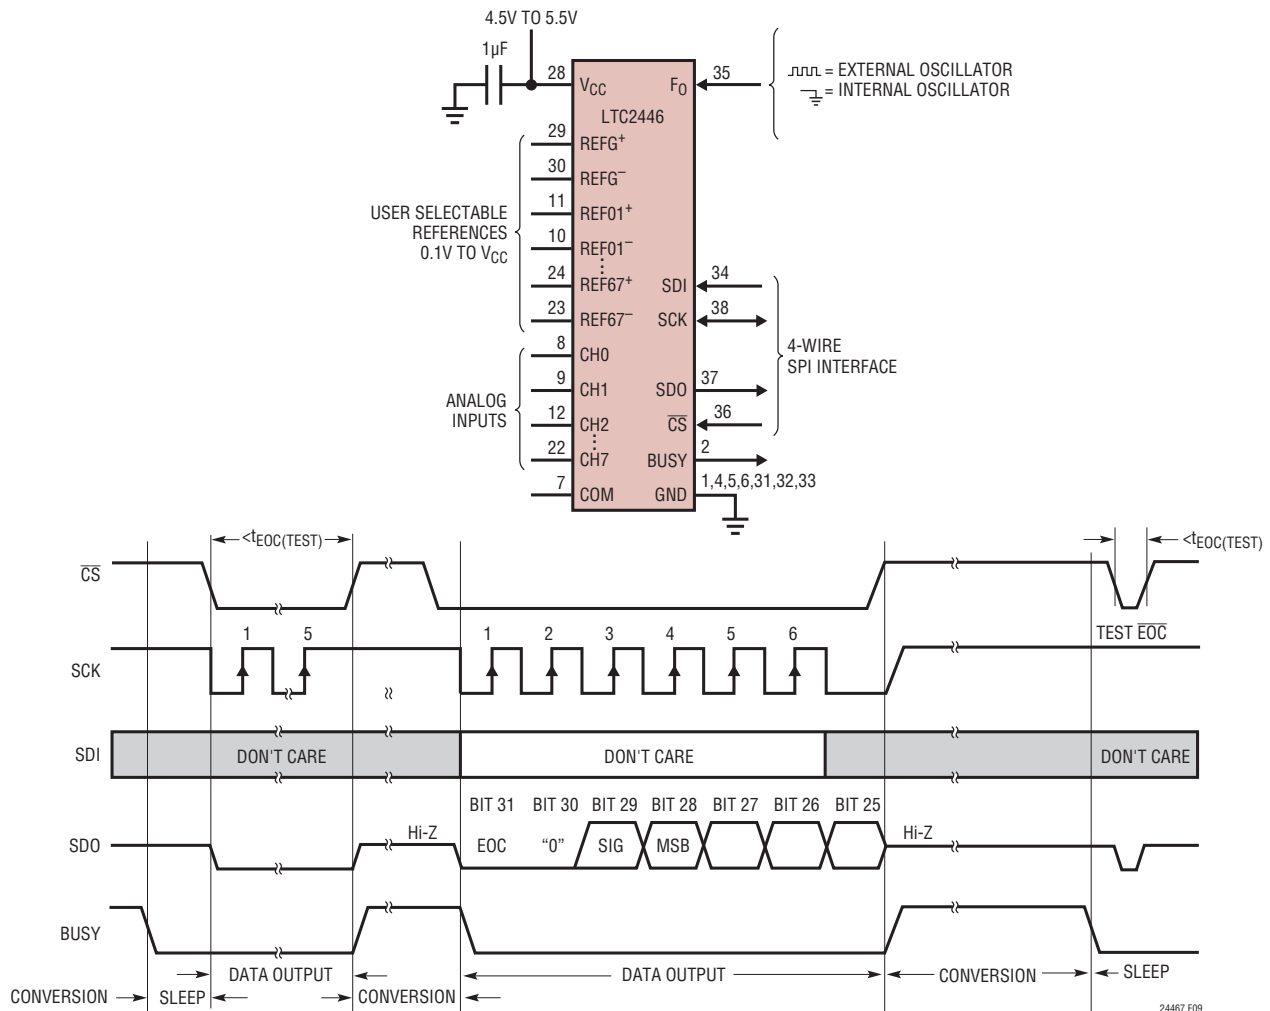 4.5V TO 5.5V
1µF
28
VCC
FO
35
= EXTERNAL OSCILLATOR
= INTERNAL OSCILLATOR
LTC2446
29
REFG+
30
REFG–
11
REF01+
10
REF01–
24
REF67+
23
REF67–
USER SELECTABLE
REFERENCES
0.1V TO VCC
8
CH0
9
CH1
12
CH2
22
CH7
7
COM
ANALOG
INPUTS
SDI
34
SCK
38
SDO
37
CS
36
BUSY
2
GND
1,4,5,6,31,32,33
4-WIRE
SPI INTERFACE
<tEOC(TEST)
<tEOC(TEST)
CS
1 5 1 2 3 4 5 6
TEST EOC
SCK
SDI
DON'T CARE
DON'T CARE
DON'T CARE
BIT 31 BIT 30 BIT 29 BIT 28 BIT 27 BIT 26 BIT 25
SDO
Hi-Z
EOC “0” SIG MSB
Hi-Z
BUSY
DATA OUTPUT
DATA OUTPUT
CONVERSION
SLEEP
CONVERSION
SLEEP
CONVERSION
24467 F09